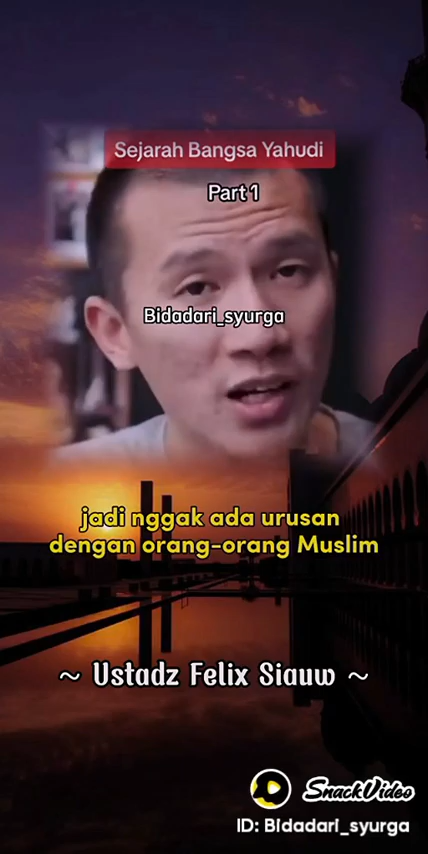 Sejarah Bangsa Yahudi
Part 1
Bidadari_syurga
jadi nggak ada urusan
dengan orang-orang Muslim
~ Ustadz Felix Siauw ~
SnackVideo
ID: Bidadari_syurga